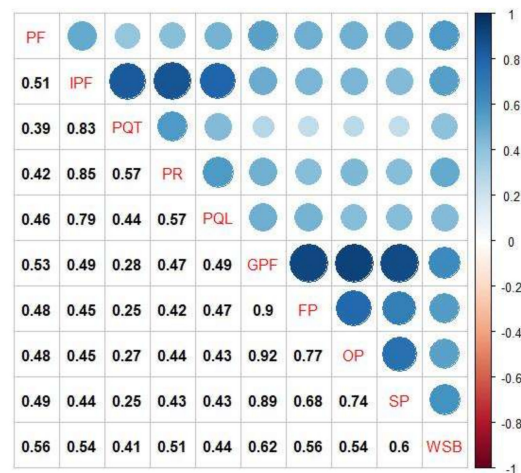 PF
0.51 IPF
0.39 0.83 PQT
0.42 0.85 0.57 PR
0.46 0.79 0.44 0.57 PQL
0.53 0.49 0.28 0.47 0.49 GPF
0.48 0.45 0.25 0.42 0.47 0.9 FP
0.48 0.45 0.27 0.44 0.43 0.92 0.77 OP
0.49 0.44 0.25 0.43 0.43 0.89 0.68 0.74 SP
0.56 0.54 0.41 0.51 0.44 0.62 0.56 0.54 0.6 WSB
1
0.8
0.6
0.4
0.2
0
-0.2
-0.4
-0.6
-0.8
-1